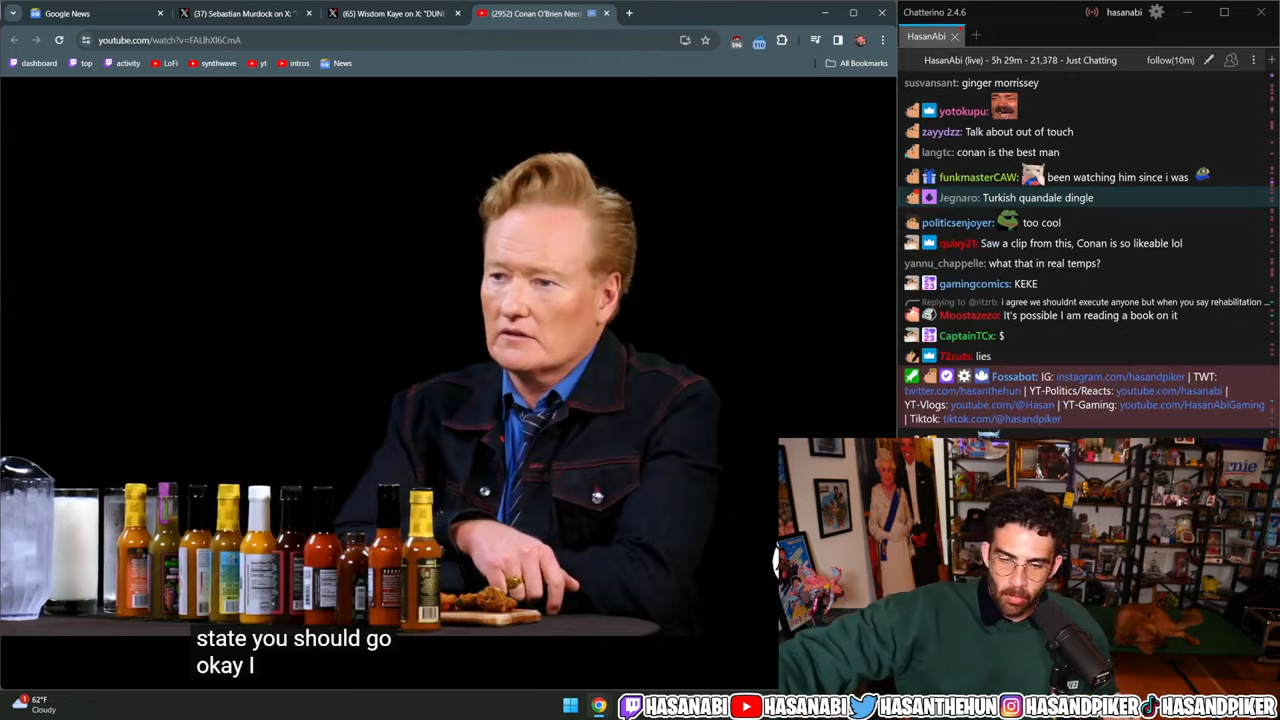 Google News
(37) Sebastian Murdock on X: "T
(65) Wisdom Kaye on X: "DUNE
(2952) Conan O'Brien Need
youtube.com/watch?v=FALlhXl6CmA
596
110
dashboard
top
activity
LoFi
synthwave
yt
intros
News
All Bookmarks
Chatterino 2.4.6
hasanabi
HasanAbi
HasanAbi (live) - 5h 29m - 21,378 - Just Chatting
follow(10m)
susvansant: ginger morrissey
yotokupu:
zayydzz: Talk about out of touch
langtc: conan is the best man
funkmasterCAW: been watching him since i was
Jegnaro: Turkish quandale dingle
politicsenjoyer: too cool
quixy21: Saw a clip from this, Conan is so likeable lol
yannu_chappelle: what that in real temps?
gamingcomics: KEKE
Replying to @ritzrb: i agree we shouldnt execute anyone but when you say rehabilitation ...
Moostazezo: It's possible I am reading a book on it
CaptainTCx: $
72cuts: lies
Fossabot: IG: instagram.com/hasandpiker | TWT:
twitter.com/hasanthehun | YT-Politics/Reacts: youtube.com/hasanabi |
YT-Vlogs: youtube.com/@Hasan | YT-Gaming: youtube.com/HasanAbiGaming
| Tiktok: tiktok.com/@hasandpiker
ernie
state you should go
okay I
1
62°F
Cloudy
HASANABI
HASANABI
HASANTHEHUN
HASANDPIKER
HASANDPIKER